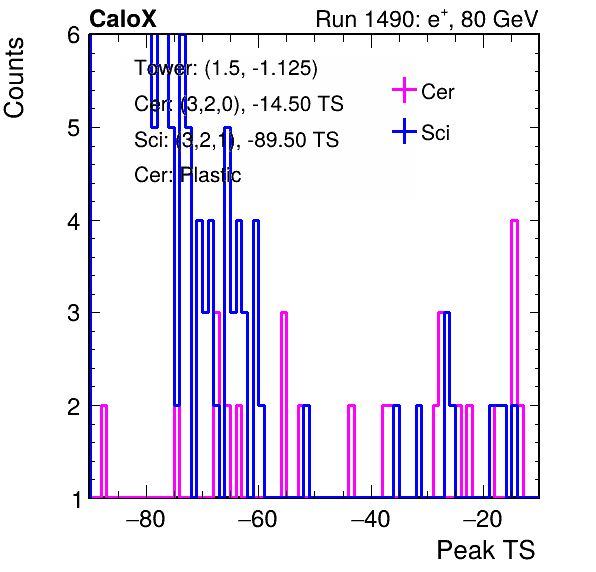 CaloX
Run 1490: e+, 80 GeV
Counts
Tower: (1.5, -1.125)
Cer: (3,2,0), -14.50 TS
Sci: (3,2,1), -89.50 TS
Cer: Plastic
Cer
Sci
6
5
4
3
2
1
−80
−60
−40
−20
Peak TS